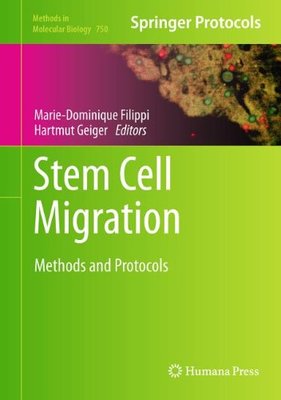 Methods in
Molecular Biology 750
Springer Protocols
Marie-Dominique Filippi
Hartmut Geiger Editors
Stem Cell
Migration
Methods and Protocols
Humana Press